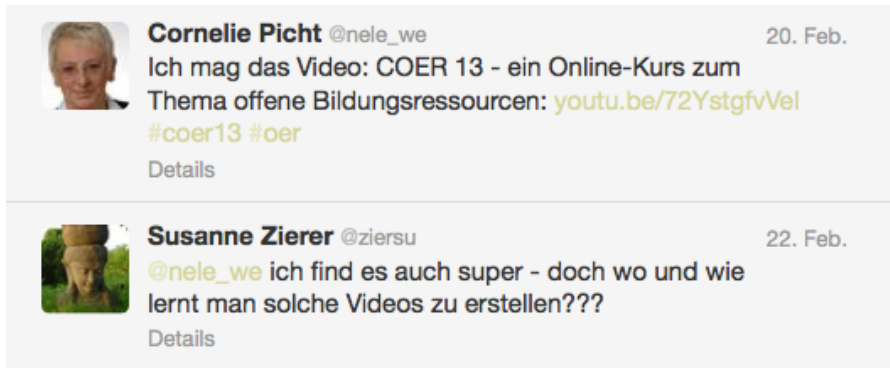 Cornelie Picht @nele_we 20. Feb.
Ich mag das Video: COER 13 - ein Online-Kurs zum
Thema offene Bildungsressourcen: youtu.be/72YstgfvVeI
#coer13 #oer
Details
Susanne Zierer @ziersu 22. Feb.
@nele_we ich find es auch super - doch wo und wie
lernt man solche Videos zu erstellen???
Details